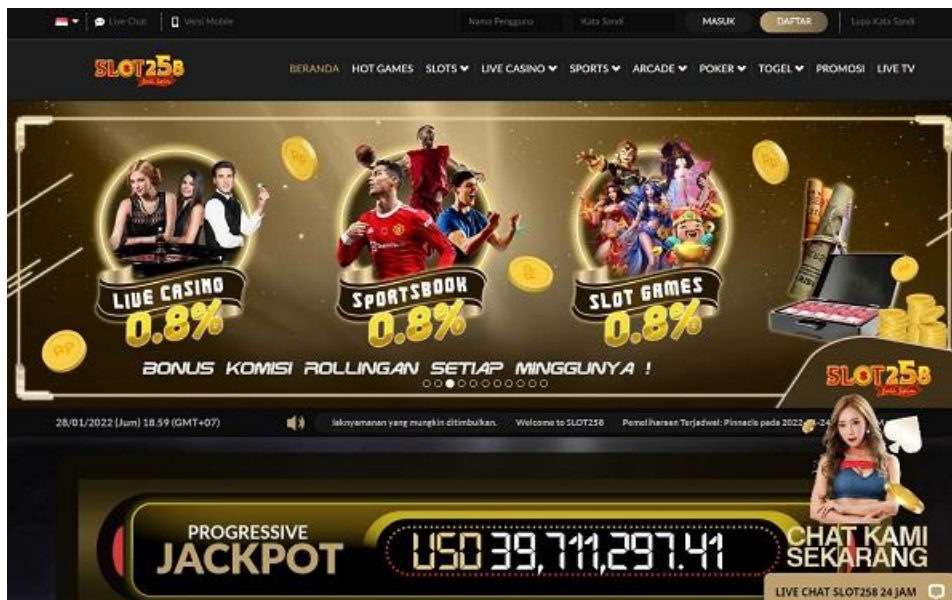 Live Chat Versi Mobile Nama Pengguna Kata Sandi MASUK DAFTAR Lupa Kata Sandi
SLOT258
BERANDA HOT GAMES SLOTS LIVE CASINO SPORTS ARCADE POKER TOGEL PROMOSI LIVE TV
Rp
LIVE CASINO
0.8%
SPORTSBOOK
0.8%
SLOT GAMES
0.8%
BONUS KOMISI ROLLINGAN SETIAP MINGGUNYA !
SLOT258
28/01/2022 (Jum) 18.59 (GMT+07) laknyamanan yang mungkin ditimbulkan. Welcome to SLOT258 Pemeliharaan Terjadwal: Pinnacle pada 2022
PROGRESSIVE
JACKPOT
USD 39,711,297.41
CHAT KAMI
SEKARANG
LIVE CHAT SLOT258 24 JAM